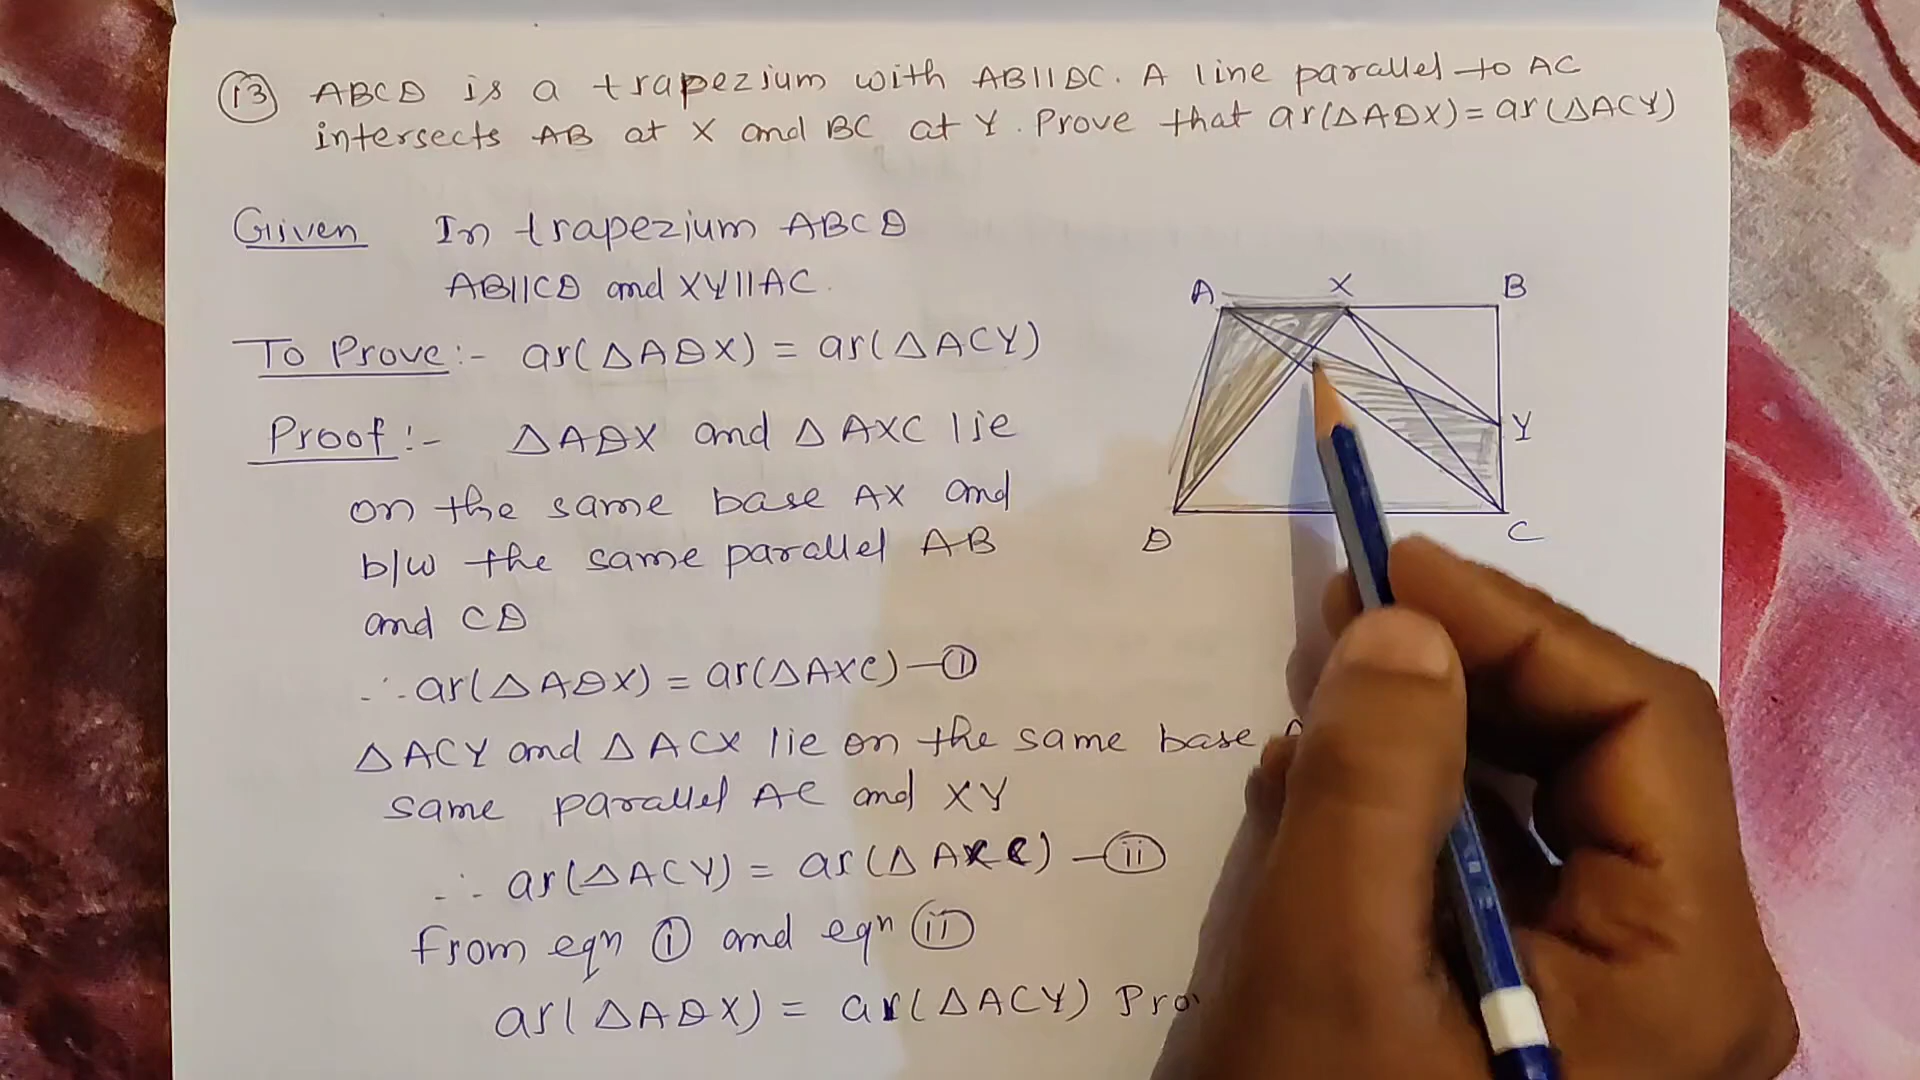 13 ABCD is a trapezium with AB||DC. A line parallel to AC
intersects AB at X and BC at Y. Prove that ar(△ADX)=ar(△ACY)
Given In trapezium ABCD
AB||CD and XY||AC.
To Prove:- ar(△ADX) = ar(△ACY)
Proof:- △ADX and △AXC lie
on the same base AX and
b/w the same parallel AB
and CD
∴ ar(△ADX) = ar(△AXC) — (i)
△ACY and △ACX lie on the same base
same parallel AC and XY
∴ ar(△ACY) = ar(△AXC) — (ii)
from eqn (i) and eqn (ii)
ar(△ADX) = ar(△ACY)
A X B
Y
D C